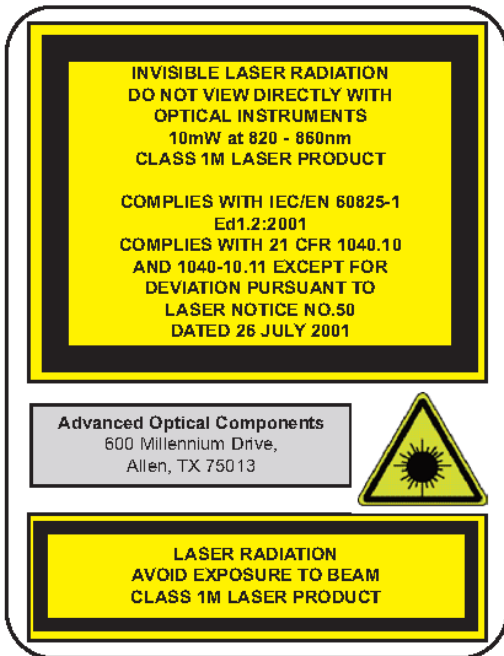 INVISIBLE LASER RADIATION
DO NOT VIEW DIRECTLY WITH
OPTICAL INSTRUMENTS
10mW at 820 - 860nm
CLASS 1M LASER PRODUCT
COMPLIES WITH IEC/EN 60825-1
Ed1.2:2001
COMPLIES WITH 21 CFR 1040.10
AND 1040-10.11 EXCEPT FOR
DEVIATION PURSUANT TO
LASER NOTICE NO.50
DATED 26 JULY 2001
Advanced Optical Components
600 Millennium Drive,
Allen, TX 75013
LASER RADIATION
AVOID EXPOSURE TO BEAM
CLASS 1M LASER PRODUCT